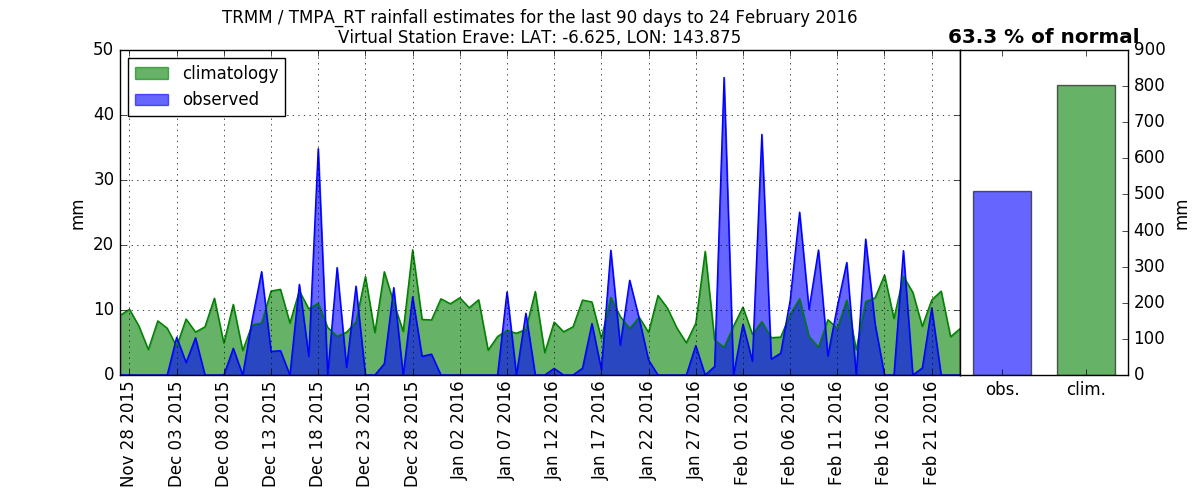 TRMM / TMPA_RT rainfall estimates for the last 90 days to 24 February 2016
Virtual Station Erave: LAT: -6.625, LON: 143.875
63.3 % of normal
climatology
observed
50
40
30
20
10
0
mm
Nov 28 2015
Dec 03 2015
Dec 08 2015
Dec 13 2015
Dec 18 2015
Dec 23 2015
Dec 28 2015
Jan 02 2016
Jan 07 2016
Jan 12 2016
Jan 17 2016
Jan 22 2016
Jan 27 2016
Feb 01 2016
Feb 06 2016
Feb 11 2016
Feb 16 2016
Feb 21 2016
obs.
clim.
900
800
700
600
500
400
300
200
100
0
mm